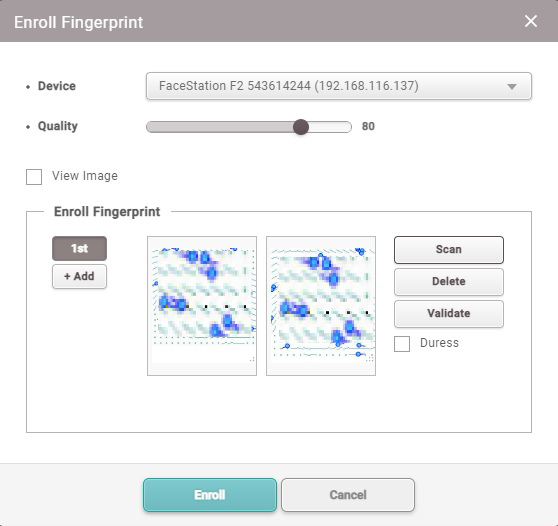 Enroll Fingerprint
• Device
FaceStation F2 543614244 (192.168.116.137)
• Quality
80
View Image
Enroll Fingerprint
1st
+ Add
Scan
Delete
Validate
Duress
Enroll
Cancel